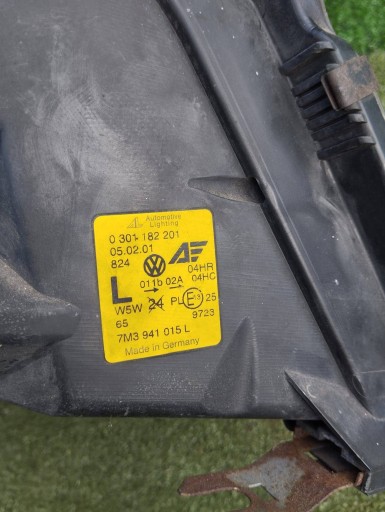 AL Automotive Lighting
0 301 182 201
05.02.01
824
04HR
04HC
L
011b 02A
W5W 24 PL E 25
65
9723
7M3 941 015 L
Made in Germany